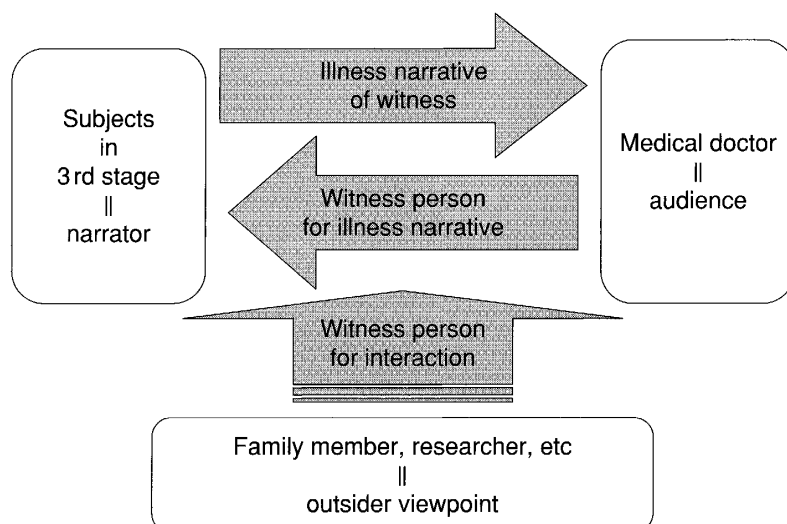 Illness narrative
of witness
Subjects
in
3rd stage
||
narrator
Medical doctor
||
audience
Witness person
for illness narrative
Witness person
for interaction
Family member, researcher, etc
||
outsider viewpoint